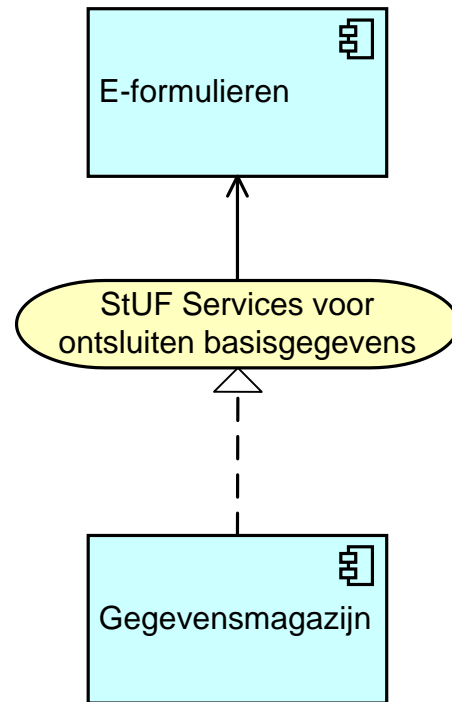 E-formulieren
StUF Services voor
ontsluiten basisgegevens
Gegevensmagazijn